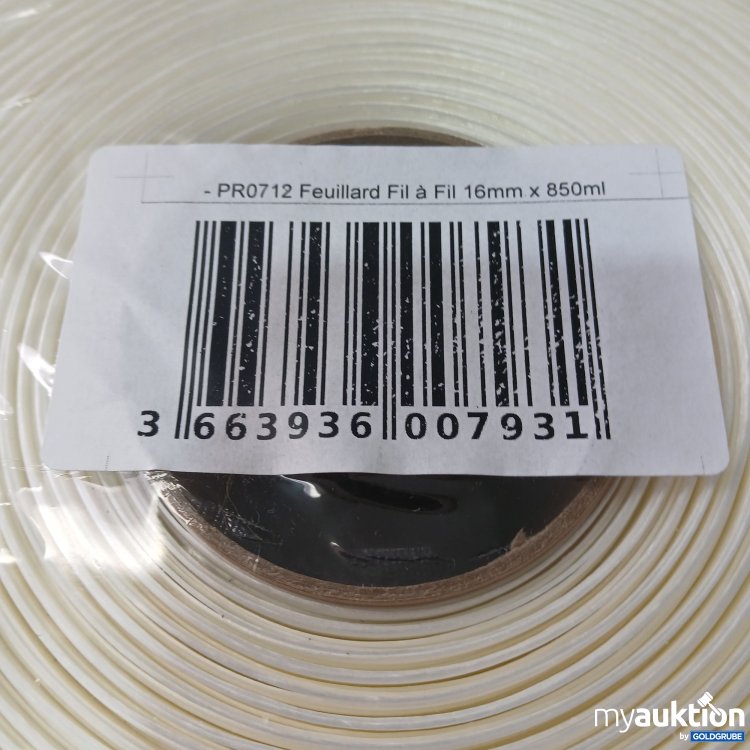 - PR0712 Feuillard Fil à Fil 16mm x 850ml
3 663936 007931
myauktion
by GOLDGRUBE